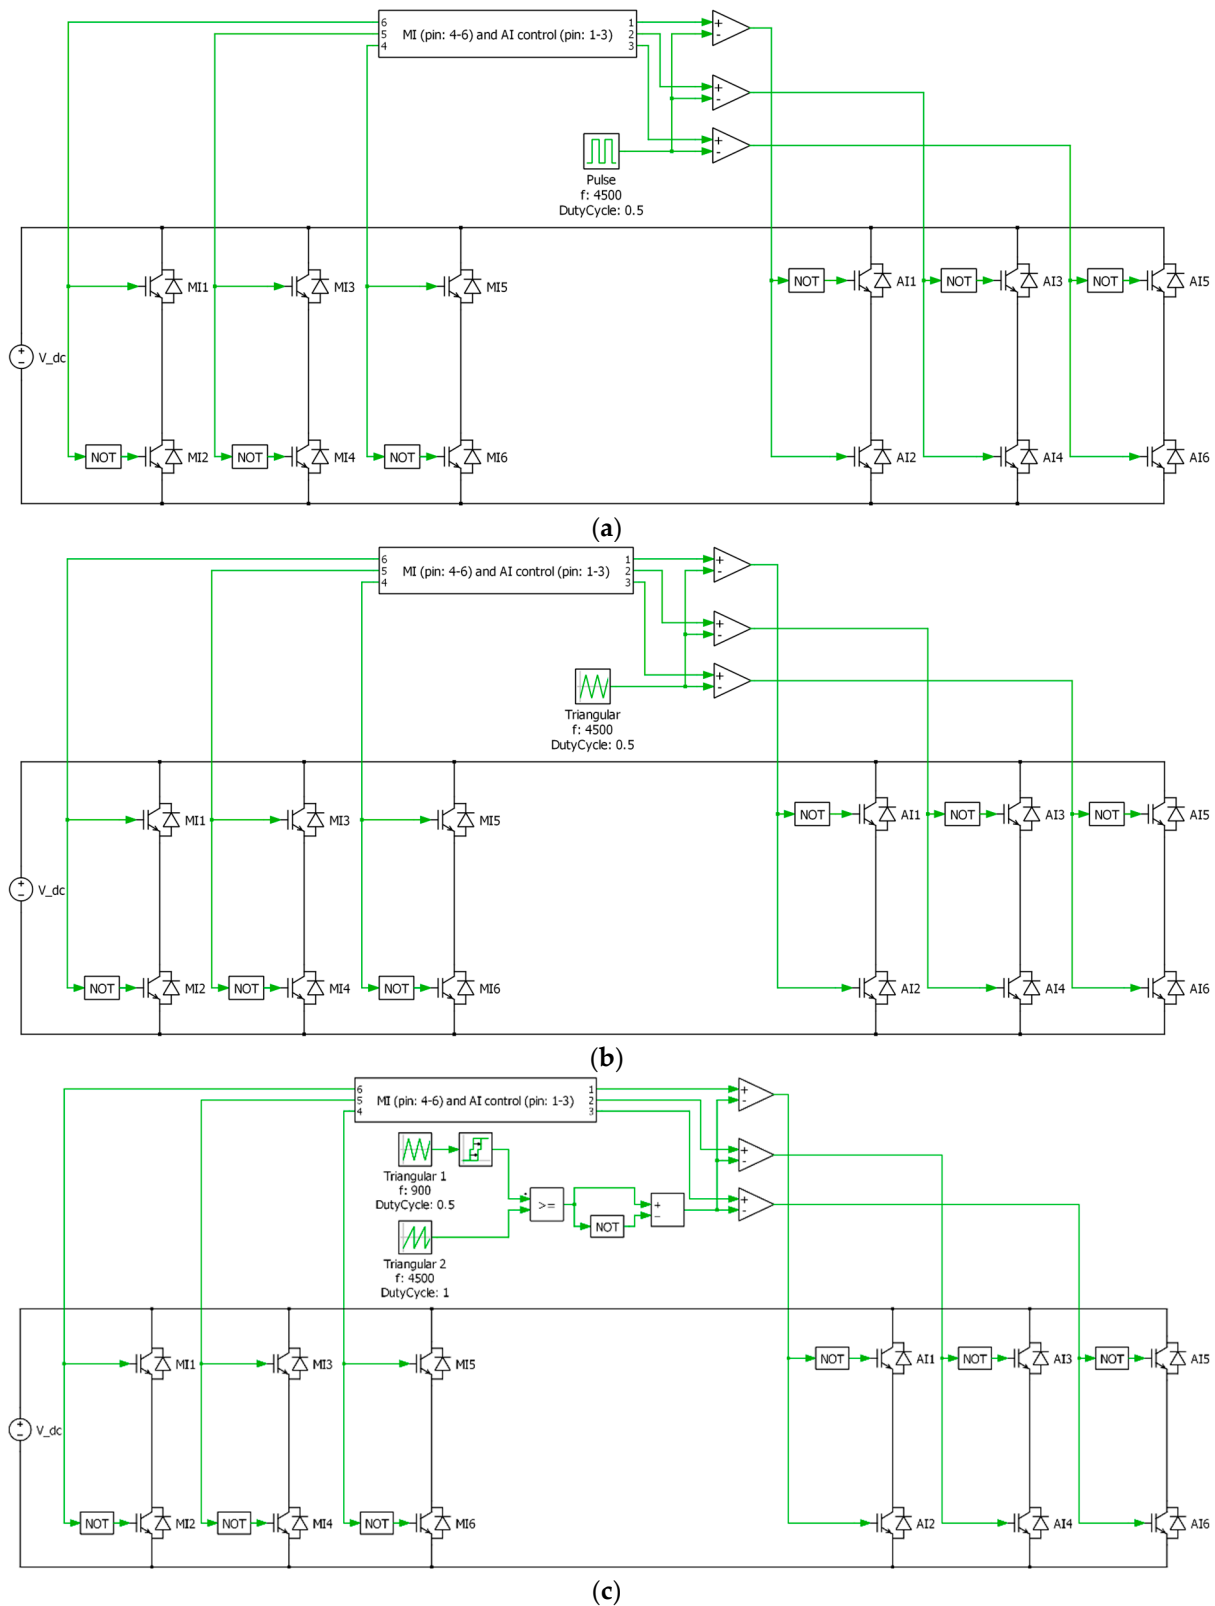 6 MI (pin: 4-6) and AI control (pin: 1-3) 1
5 2
4 3
+
-
+
-
+
-
Pulse
f: 4500
DutyCycle: 0.5
NOT AI1 NOT AI3 NOT AI5
MI1 MI3 MI5
V_dc
NOT MI2 NOT MI4 NOT MI6 AI2 AI4 AI6
(a)
6 MI (pin: 4-6) and AI control (pin: 1-3) 1
5 2
4 3
+
-
+
-
+
-
Triangular
f: 4500
DutyCycle: 0.5
NOT AI1 NOT AI3 NOT AI5
MI1 MI3 MI5
V_dc
NOT MI2 NOT MI4 NOT MI6 AI2 AI4 AI6
(b)
6 MI (pin: 4-6) and AI control (pin: 1-3) 1
5 2
4 3
+
-
+
-
+
-
Triangular 1
f: 900
DutyCycle: 0.5
>=
NOT
+
-
Triangular 2
f: 4500
DutyCycle: 1
MI1 MI3 MI5 NOT AI1 NOT AI3 NOT AI5
V_dc
NOT MI2 NOT MI4 NOT MI6 AI2 AI4 AI6
(c)